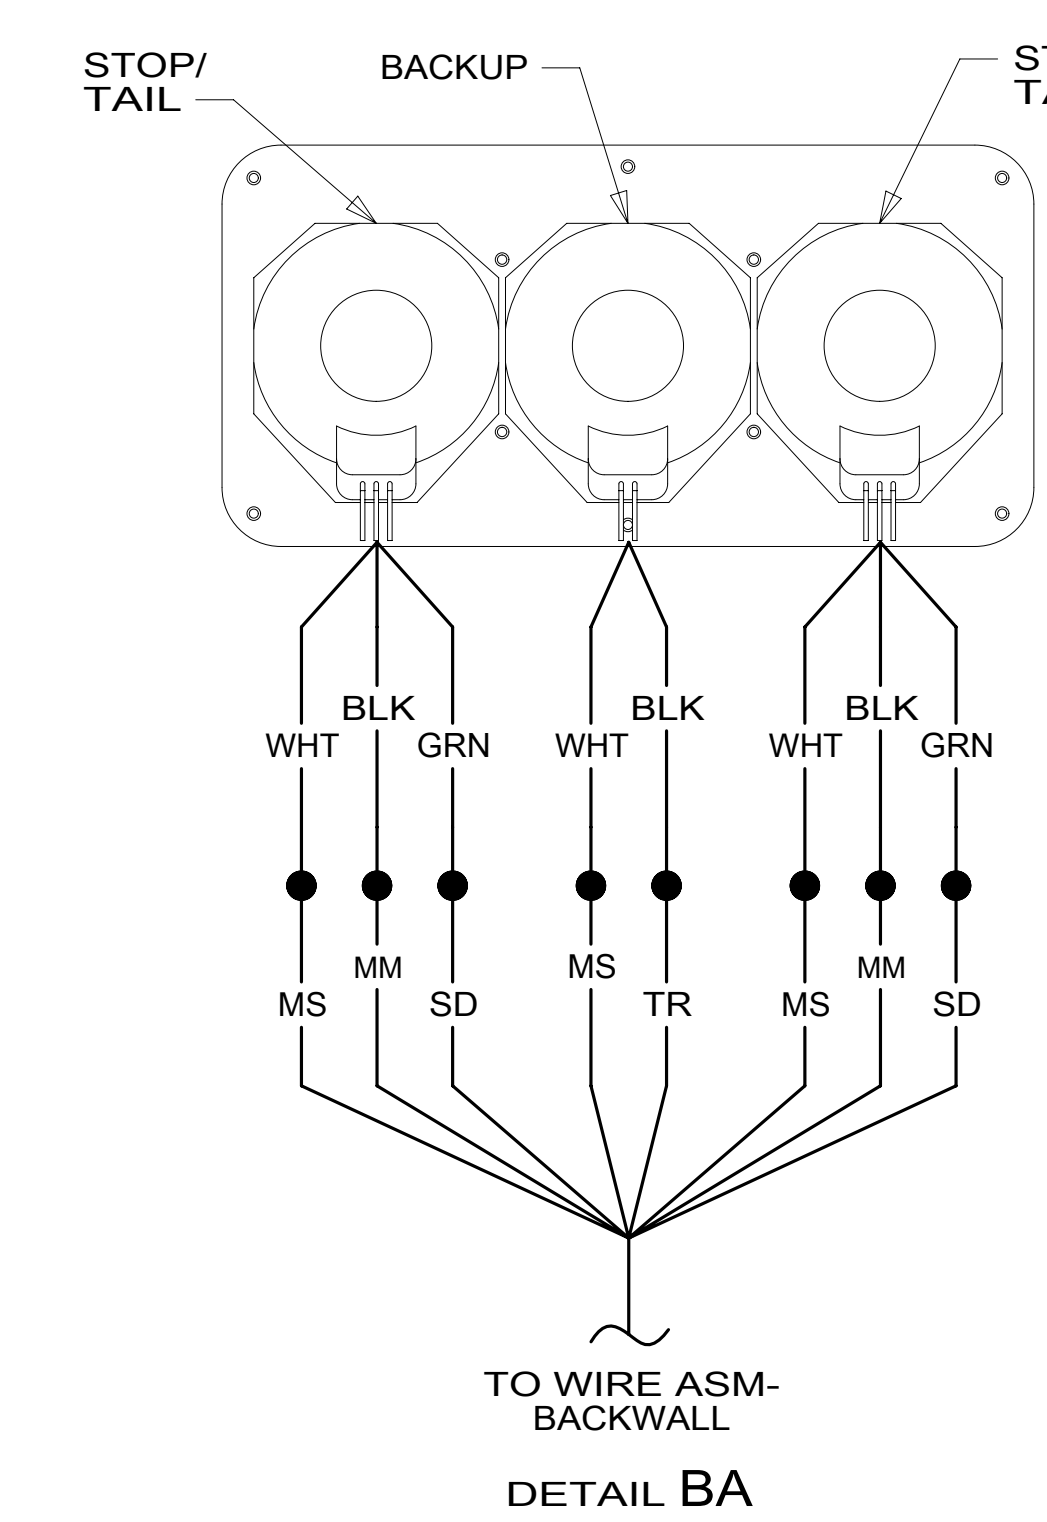 STOP/
TAIL
BACKUP
BLK
BLK
BLK
WHT
GRN
WHT
WHT
GRN
MM
MS
MM
MS
SD
TR
MS
SD
TO WIRE ASM-
BACKWALL
DETAIL BA